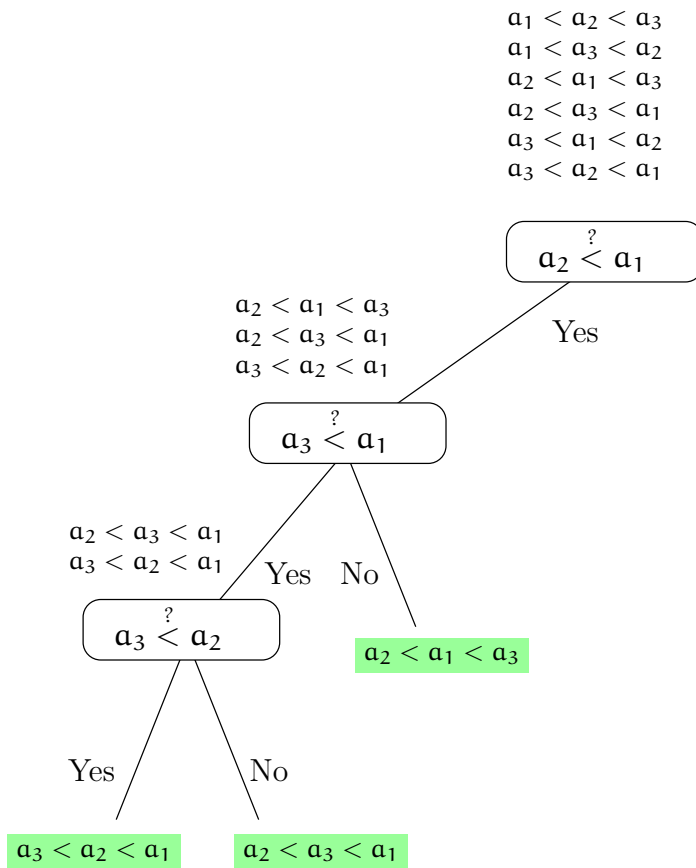 a₁ < a₂ < a₃
a₁ < a₃ < a₂
a₂ < a₁ < a₃
a₂ < a₃ < a₁
a₃ < a₁ < a₂
a₃ < a₂ < a₁
?
a₂ < a₁
Yes
a₂ < a₁ < a₃
a₂ < a₃ < a₁
a₃ < a₂ < a₁
?
a₃ < a₁
Yes No
a₂ < a₃ < a₁
a₃ < a₂ < a₁
?
a₃ < a₂
a₂ < a₁ < a₃
Yes No
a₃ < a₂ < a₁
a₂ < a₃ < a₁